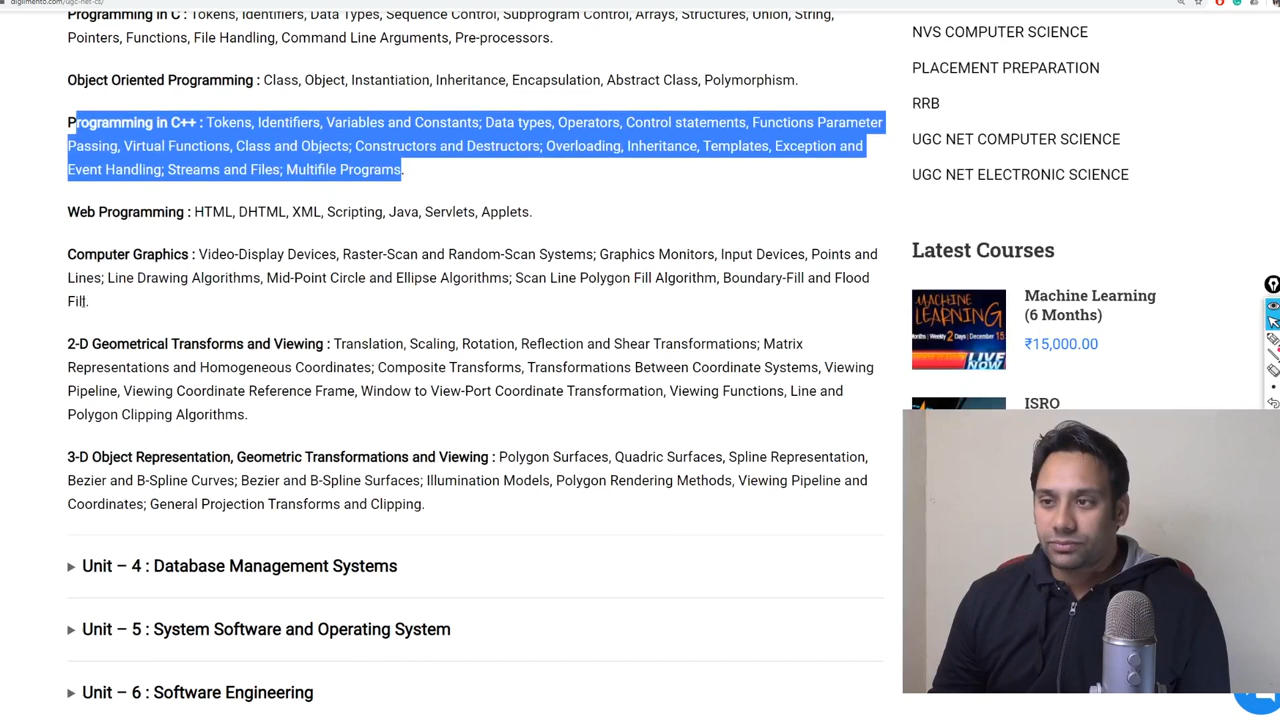 digiimento.com/ugc-net-cs/
Programming in C : Tokens, Identifiers, Data Types, Sequence Control, Subprogram Control, Arrays, Structures, Union, String,
Pointers, Functions, File Handling, Command Line Arguments, Pre-processors.
Object Oriented Programming : Class, Object, Instantiation, Inheritance, Encapsulation, Abstract Class, Polymorphism.
Programming in C++ : Tokens, Identifiers, Variables and Constants; Data types, Operators, Control statements, Functions Parameter
Passing, Virtual Functions, Class and Objects; Constructors and Destructors; Overloading, Inheritance, Templates, Exception and
Event Handling; Streams and Files; Multifile Programs.
Web Programming : HTML, DHTML, XML, Scripting, Java, Servlets, Applets.
Computer Graphics : Video-Display Devices, Raster-Scan and Random-Scan Systems; Graphics Monitors, Input Devices, Points and
Lines; Line Drawing Algorithms, Mid-Point Circle and Ellipse Algorithms; Scan Line Polygon Fill Algorithm, Boundary-Fill and Flood
Fill.
2-D Geometrical Transforms and Viewing : Translation, Scaling, Rotation, Reflection and Shear Transformations; Matrix
Representations and Homogeneous Coordinates; Composite Transforms, Transformations Between Coordinate Systems, Viewing
Pipeline, Viewing Coordinate Reference Frame, Window to View-Port Coordinate Transformation, Viewing Functions, Line and
Polygon Clipping Algorithms.
3-D Object Representation, Geometric Transformations and Viewing : Polygon Surfaces, Quadric Surfaces, Spline Representation,
Bezier and B-Spline Curves; Bezier and B-Spline Surfaces; Illumination Models, Polygon Rendering Methods, Viewing Pipeline and
Coordinates; General Projection Transforms and Clipping.
Unit – 4 : Database Management Systems
Unit – 5 : System Software and Operating System
Unit – 6 : Software Engineering
NVS COMPUTER SCIENCE
PLACEMENT PREPARATION
RRB
UGC NET COMPUTER SCIENCE
UGC NET ELECTRONIC SCIENCE
Latest Courses
MACHINE
LEARNING
LIVE
NOW
Machine Learning
(6 Months)
₹15,000.00
ISRO